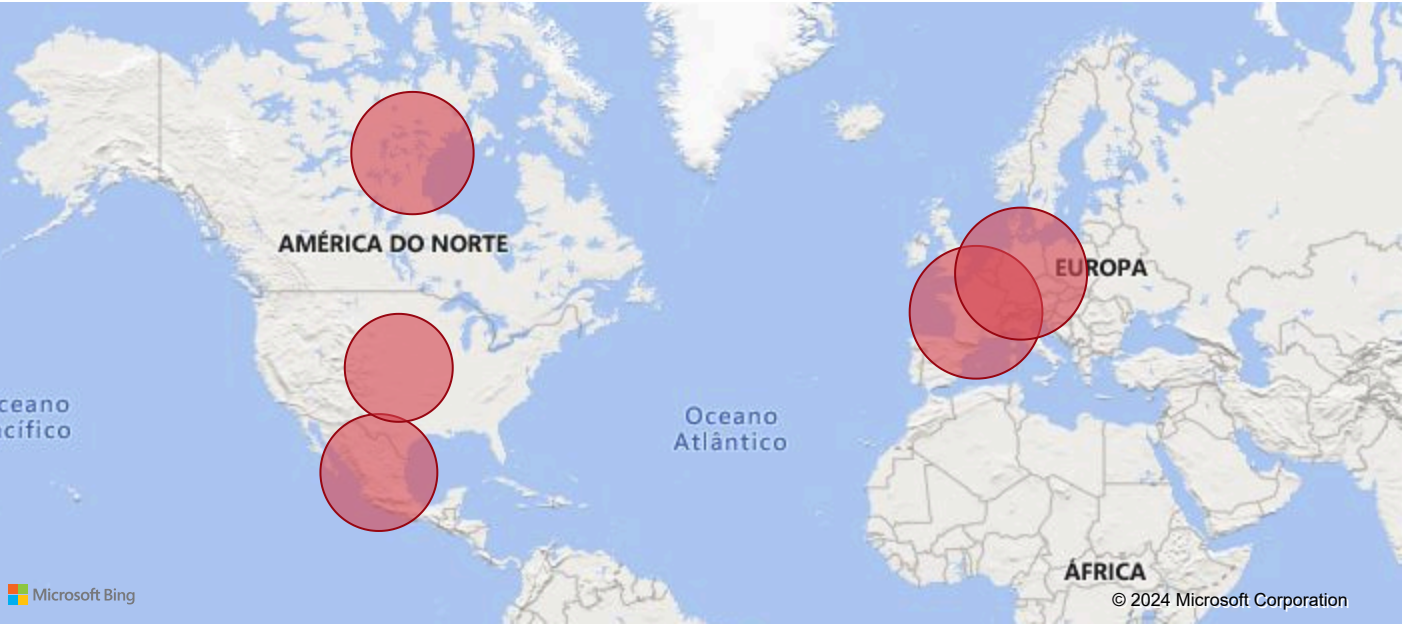 AMÉRICA DO NORTE
EUROPA
ceano
cífico
Oceano
Atlântico
ÁFRICA
Microsoft Bing
© 2024 Microsoft Corporation